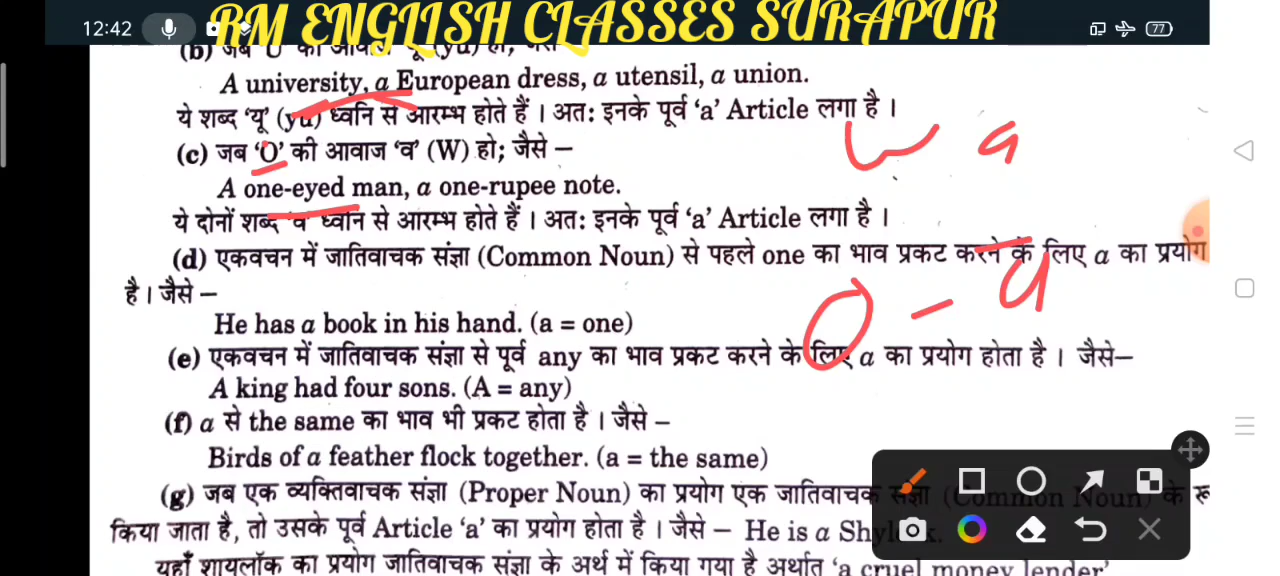 RM ENGLISH CLASSES SURAPUR
12:42
77
(b) जब 'U' की आवाज 'यू' (yu) हो; जैसे
A university, a European dress, a utensil, a union.
ये शब्द 'यू' (yu) ध्वनि से आरम्भ होते हैं । अत: इनके पूर्व 'a' Article लगा है ।
(c) जब 'O' की आवाज 'व' (W) हो; जैसे –
a
A one-eyed man, a one-rupee note.
ये दोनों शब्द 'व' ध्वनि से आरम्भ होते हैं । अत: इनके पूर्व 'a' Article लगा है ।
(d) एकवचन में जातिवाचक संज्ञा (Common Noun) से पहले one का भाव प्रकट करने के लिए a का प्रयोग
है । जैसे –
O - a
He has a book in his hand. (a = one)
(e) एकवचन में जातिवाचक संज्ञा से पूर्व any का भाव प्रकट करने के लिए a का प्रयोग होता है । जैसे–
A king had four sons. (A = any)
(f) a से the same का भाव भी प्रकट होता है । जैसे –
Birds of a feather flock together. (a = the same)
(g) जब एक व्यक्तिवाचक संज्ञा (Proper Noun) का प्रयोग एक जातिवाचक संज्ञा (Common Noun) के रू
किया जाता है, तो उसके पूर्व Article 'a' का प्रयोग होता है । जैसे – He is a Shylock.
यहाँ शायलॉक का प्रयोग जातिवाचक संज्ञा के अर्थ में किया गया है अर्थात 'a cruel money lender'